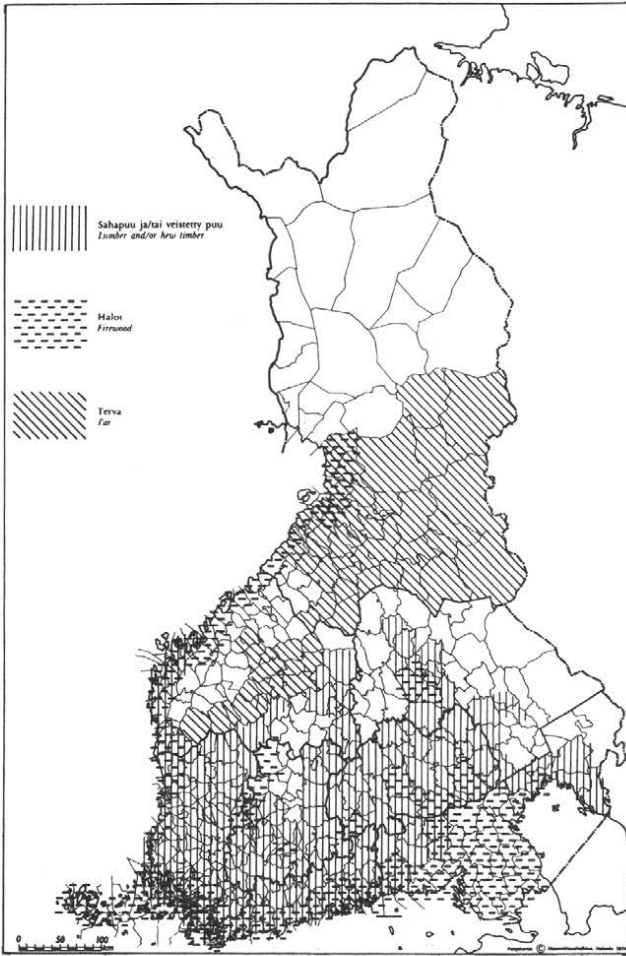 Sahapuu ja/tai veistetty puu
Lumber and/or hew timber
Halot
Firewood
Terva
Tar
0 50 100
km